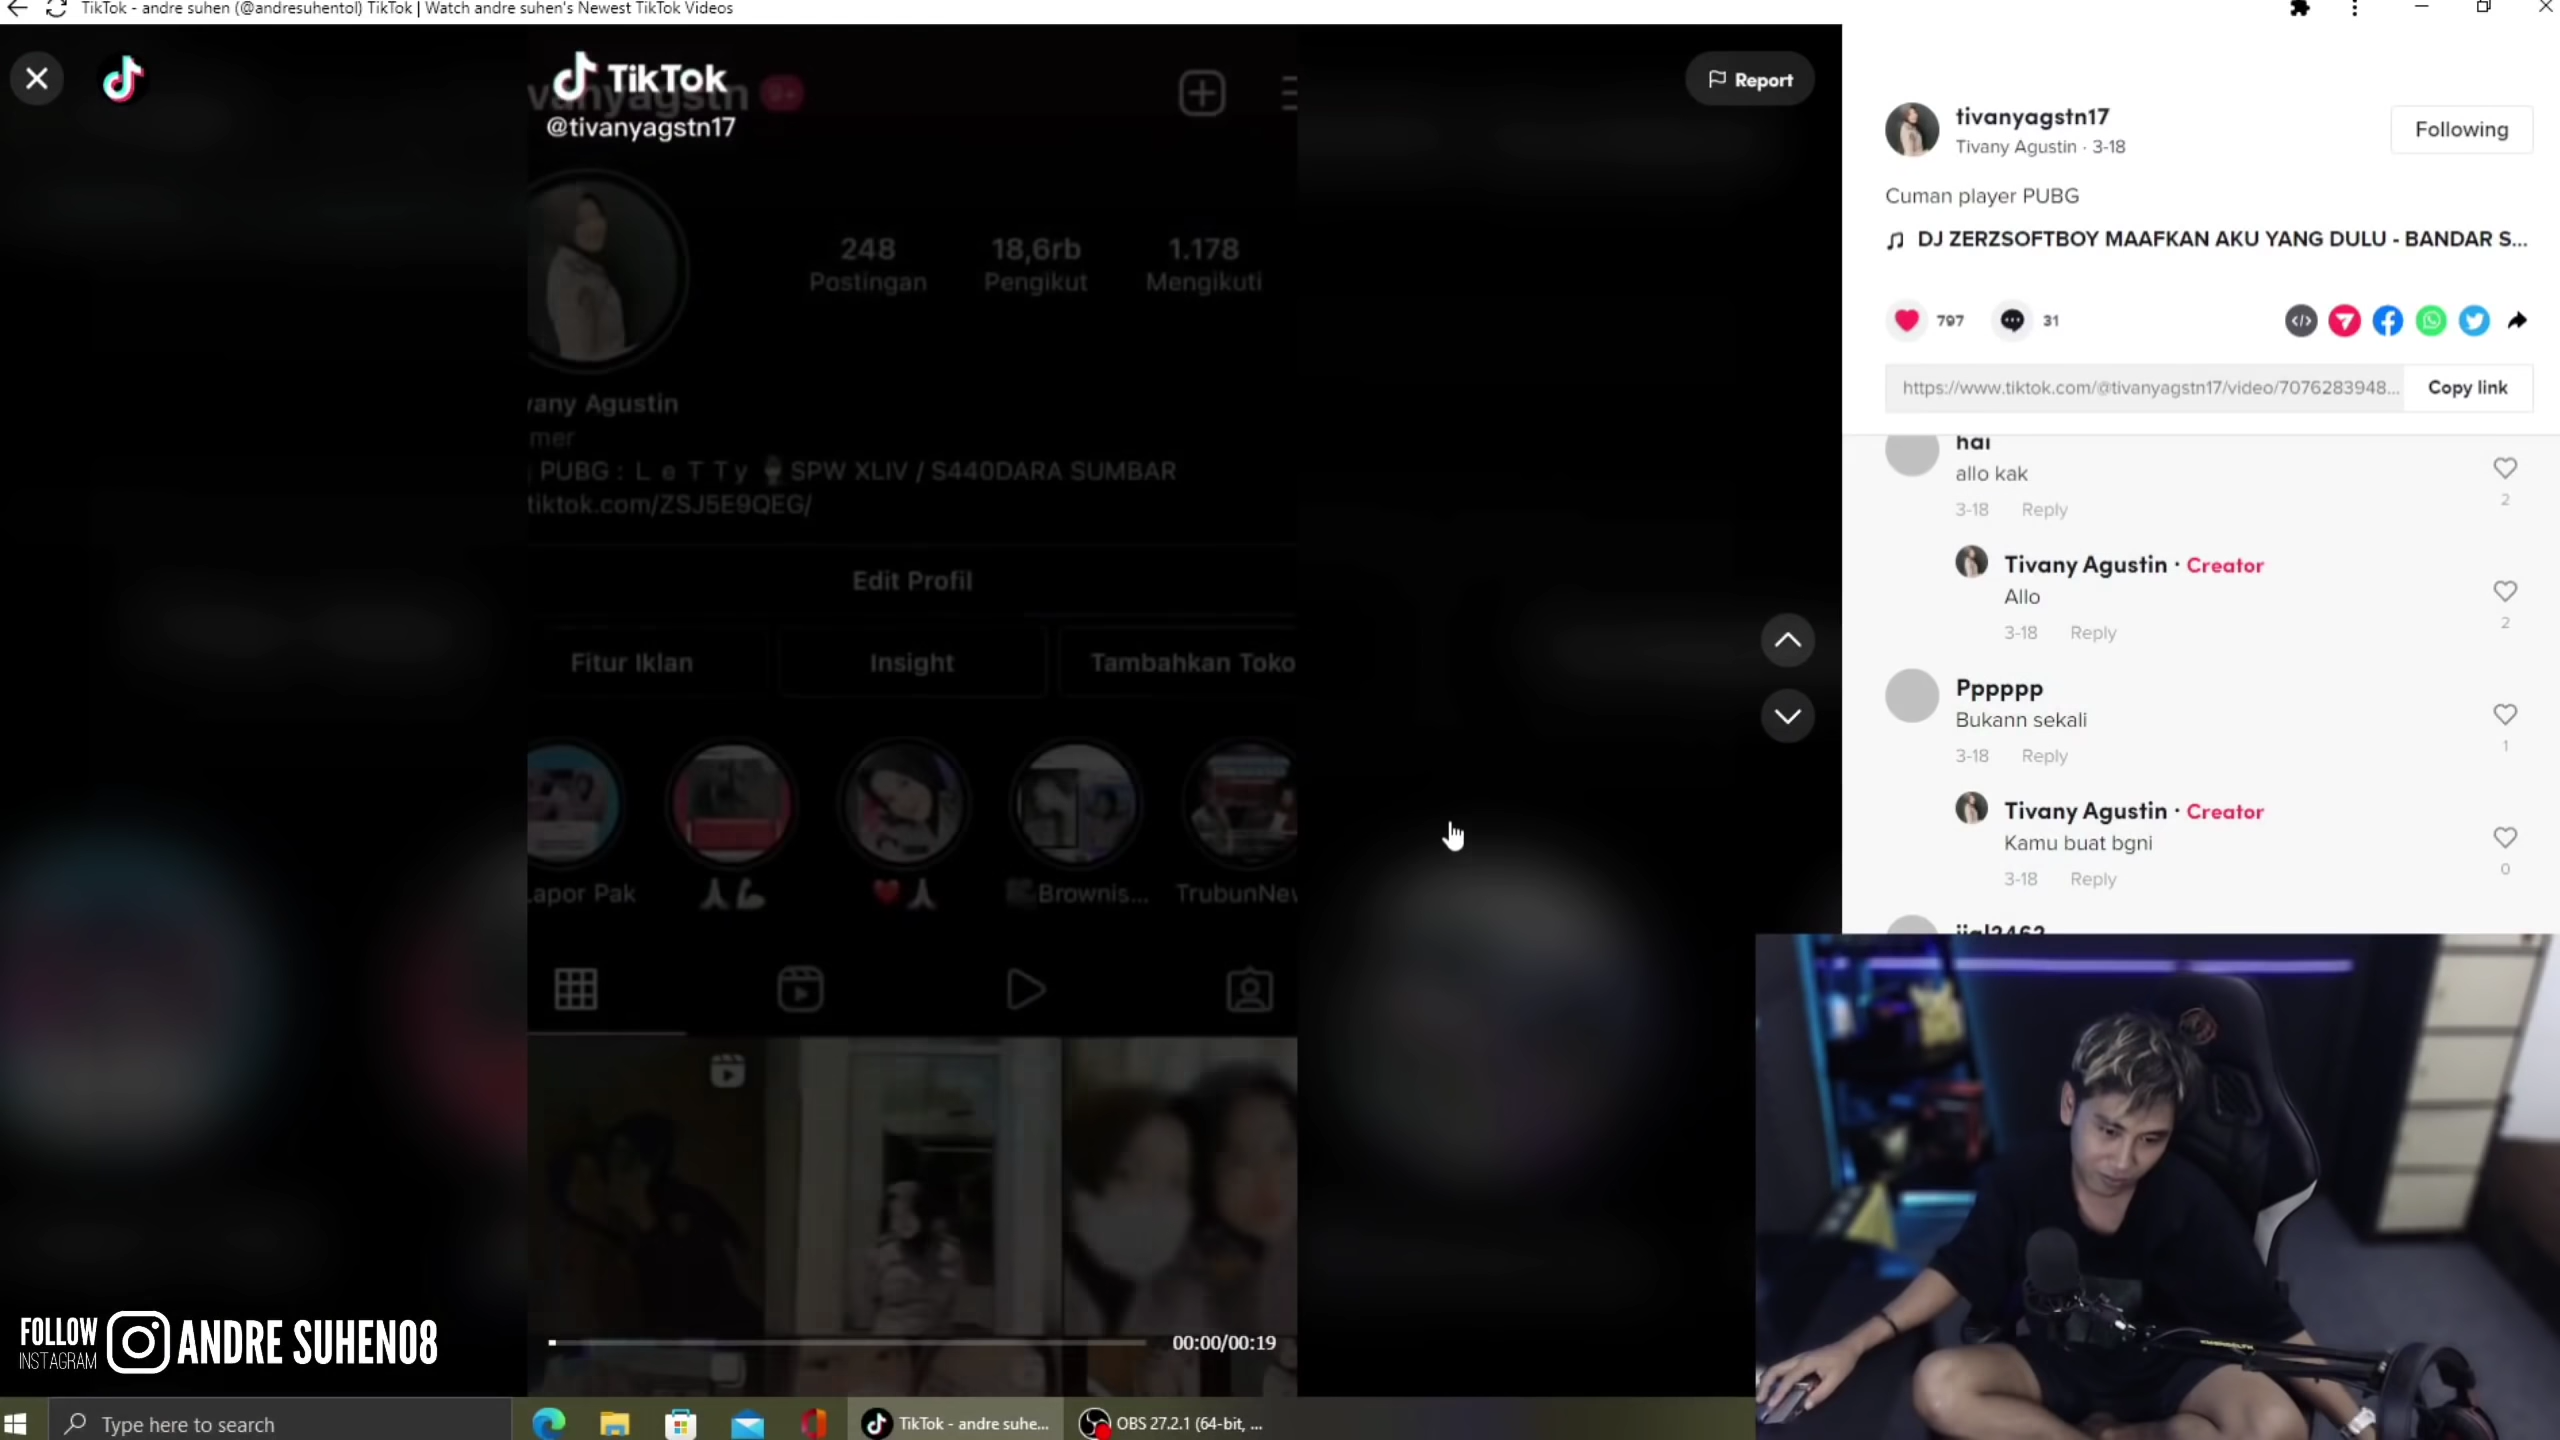 TikTok - andre suhen (@andresuhentol) TikTok | Watch andre suhen's Newest TikTok Videos
TikTok
vanyagstn
@tivanyagstn17
248
18,6rb
1.178
Postingan
Pengikut
Mengikuti
vany Agustin
mer
PUBG : L e T T y SPW XLIV / S440DARA SUMBAR
tiktok.com/ZSJ5E9QEG/
Edit Profil
Fitur Iklan
Insight
Tambahkan Toko
apor Pak
Brownis...
TrubunNew
00:00/00:19
Report
tivanyagstn17
Tivany Agustin · 3-18
Following
Cuman player PUBG
DJ ZERZSOFTBOY MAAFKAN AKU YANG DULU - BANDAR S...
797
31
https://www.tiktok.com/@tivanyagstn17/video/7076283948...
Copy link
hai
allo kak
2
3-18 Reply
Tivany Agustin · Creator
Allo
2
3-18 Reply
Pppppp
Bukann sekali
1
3-18 Reply
Tivany Agustin · Creator
Kamu buat bgni
0
3-18 Reply
FOLLOW
INSTAGRAM
ANDRE SUHEN08
Type here to search
TikTok - andre suhe...
OBS 27.2.1 (64-bit, ...